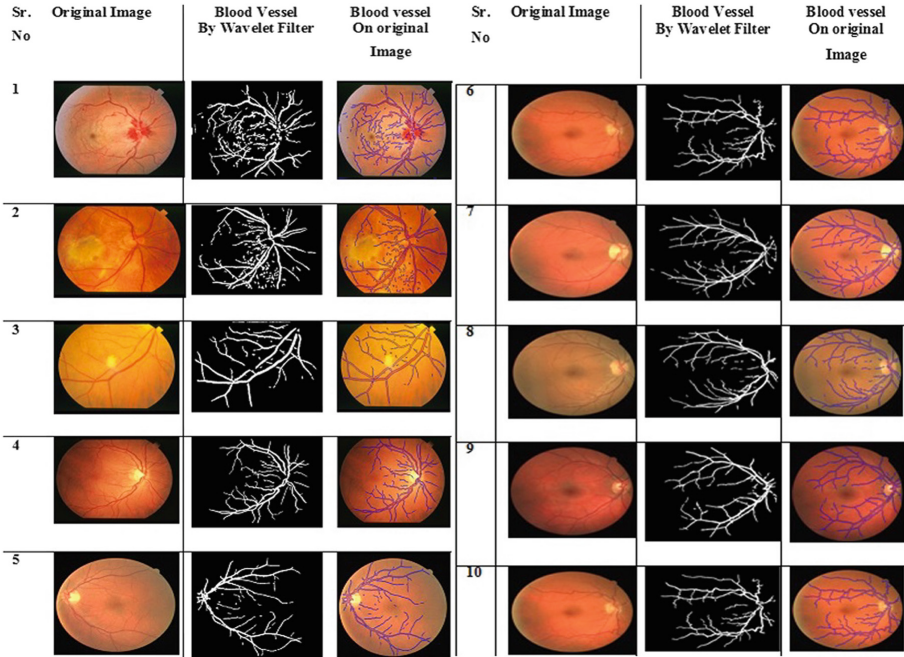 Sr.
No
Original Image
Blood Vessel
By Wavelet Filter
Blood vessel
On original
Image
1
2
3
4
5
Sr.
No
Original Image
Blood Vessel
By Wavelet Filter
Blood vessel
On original
Image
6
7
8
9
10